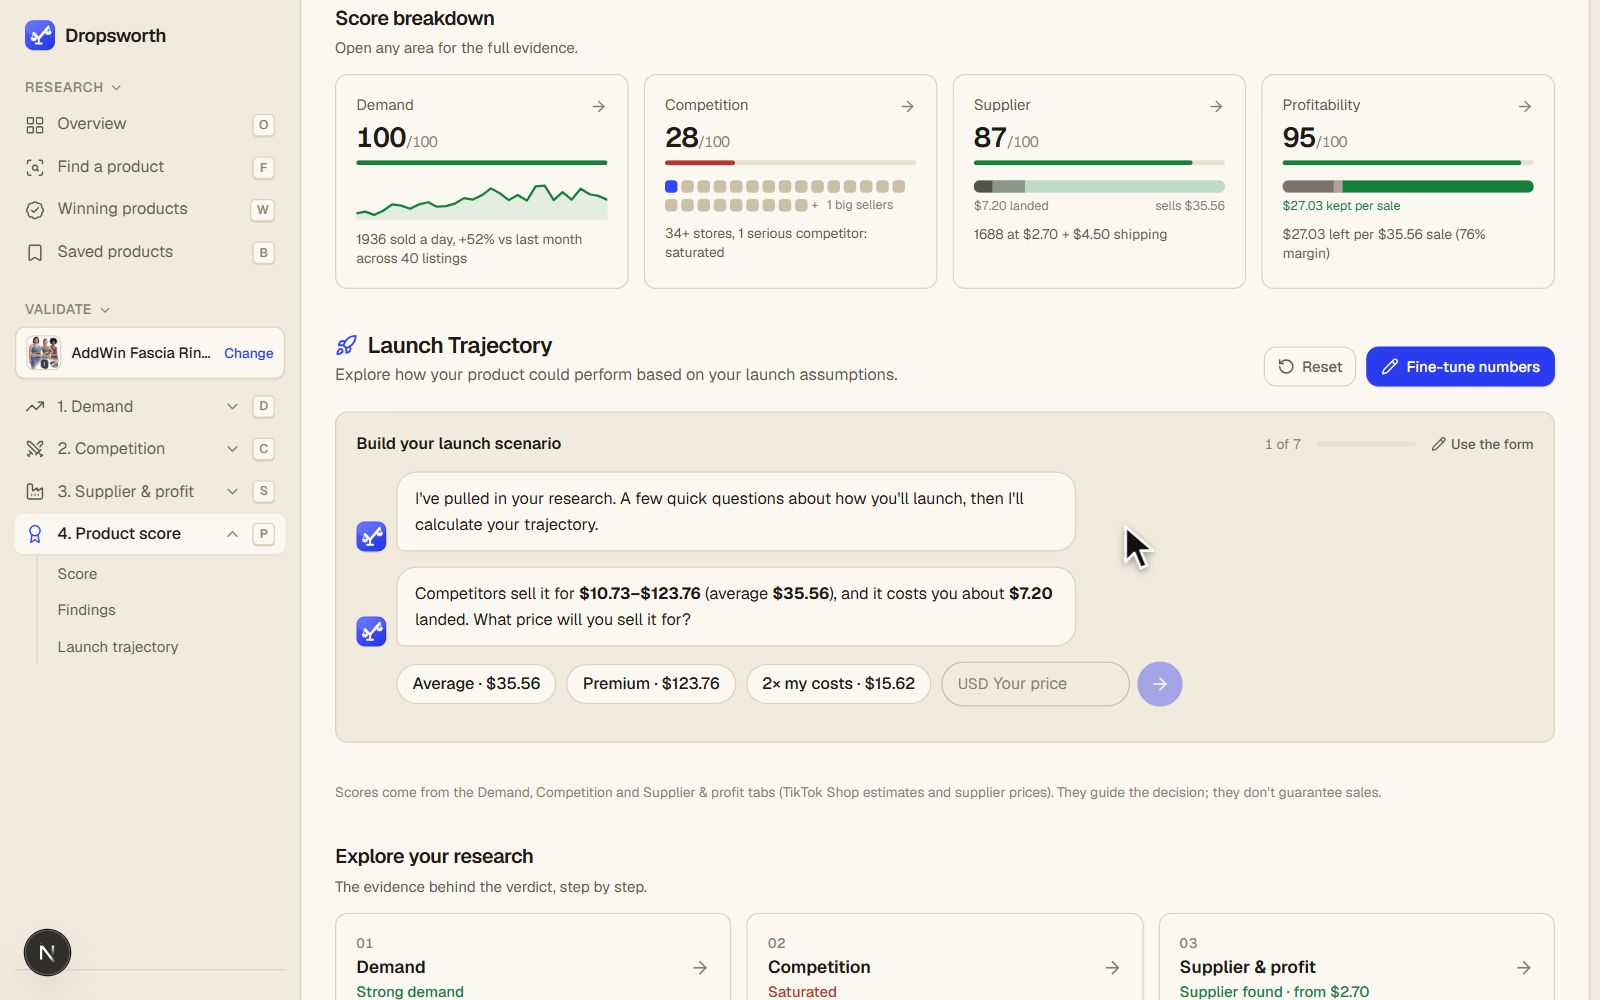 Dropsworth
RESEARCH
Overview
O
Find a product
F
Winning products
W
Saved products
B
VALIDATE
AddWin Fascia Rin...
Change
1. Demand
D
2. Competition
C
3. Supplier & profit
S
4. Product score
P
Score
Findings
Launch trajectory
N
Score breakdown
Open any area for the full evidence.
Demand
100/100
1936 sold a day, +52% vs last month
across 40 listings
Competition
28/100
+ 1 big sellers
34+ stores, 1 serious competitor:
saturated
Supplier
87/100
$7.20 landed
sells $35.56
1688 at $2.70 + $4.50 shipping
Profitability
95/100
$27.03 kept per sale
$27.03 left per $35.56 sale (76%
margin)
Launch Trajectory
Explore how your product could perform based on your launch assumptions.
Reset
Fine-tune numbers
Build your launch scenario
1 of 7
Use the form
I've pulled in your research. A few quick questions about how you'll launch, then I'll
calculate your trajectory.
Competitors sell it for $10.73–$123.76 (average $35.56), and it costs you about $7.20
landed. What price will you sell it for?
Average · $35.56
Premium · $123.76
2× my costs · $15.62
USD Your price
Scores come from the Demand, Competition and Supplier & profit tabs (TikTok Shop estimates and supplier prices). They guide the decision; they don't guarantee sales.
Explore your research
The evidence behind the verdict, step by step.
01
Demand
Strong demand
02
Competition
Saturated
03
Supplier & profit
Supplier found · from $2.70